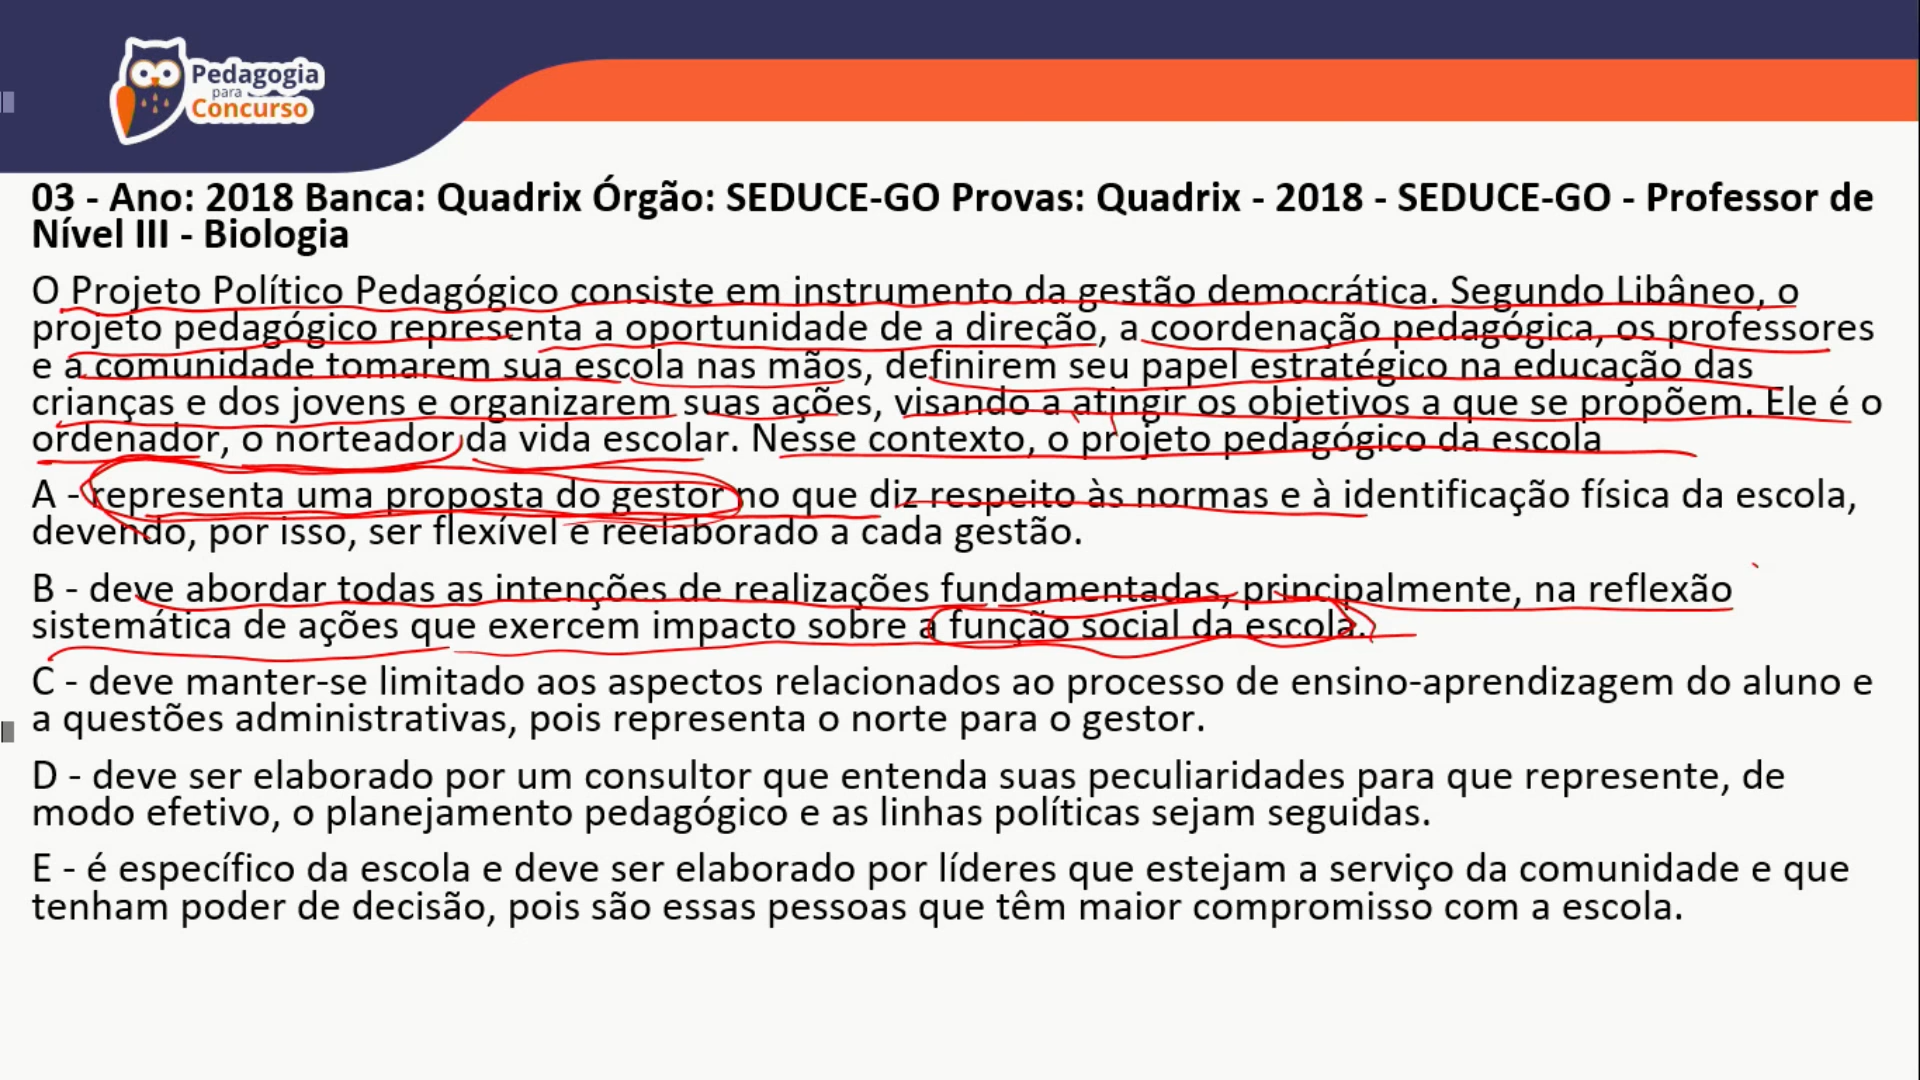 Pedagogia
para
Concurso
03 - Ano: 2018 Banca: Quadrix Órgão: SEDUCE-GO Provas: Quadrix - 2018 - SEDUCE-GO - Professor de
Nível III - Biologia
O Projeto Político Pedagógico consiste em instrumento da gestão democrática. Segundo Libâneo, o
projeto pedagógico representa a oportunidade de a direção, a coordenação pedagógica, os professores
e a comunidade tomarem sua escola nas mãos, definirem seu papel estratégico na educação das
crianças e dos jovens e organizarem suas ações, visando a atingir os objetivos a que se propõem. Ele é o
ordenador, o norteador da vida escolar. Nesse contexto, o projeto pedagógico da escola
A - representa uma proposta do gestor no que diz respeito às normas e à identificação física da escola,
devendo, por isso, ser flexível e reelaborado a cada gestão.
B - deve abordar todas as intenções de realizações fundamentadas, principalmente, na reflexão
sistemática de ações que exercem impacto sobre a função social da escola.
C - deve manter-se limitado aos aspectos relacionados ao processo de ensino-aprendizagem do aluno e
a questões administrativas, pois representa o norte para o gestor.
D - deve ser elaborado por um consultor que entenda suas peculiaridades para que represente, de
modo efetivo, o planejamento pedagógico e as linhas políticas sejam seguidas.
E - é específico da escola e deve ser elaborado por líderes que estejam a serviço da comunidade e que
tenham poder de decisão, pois são essas pessoas que têm maior compromisso com a escola.